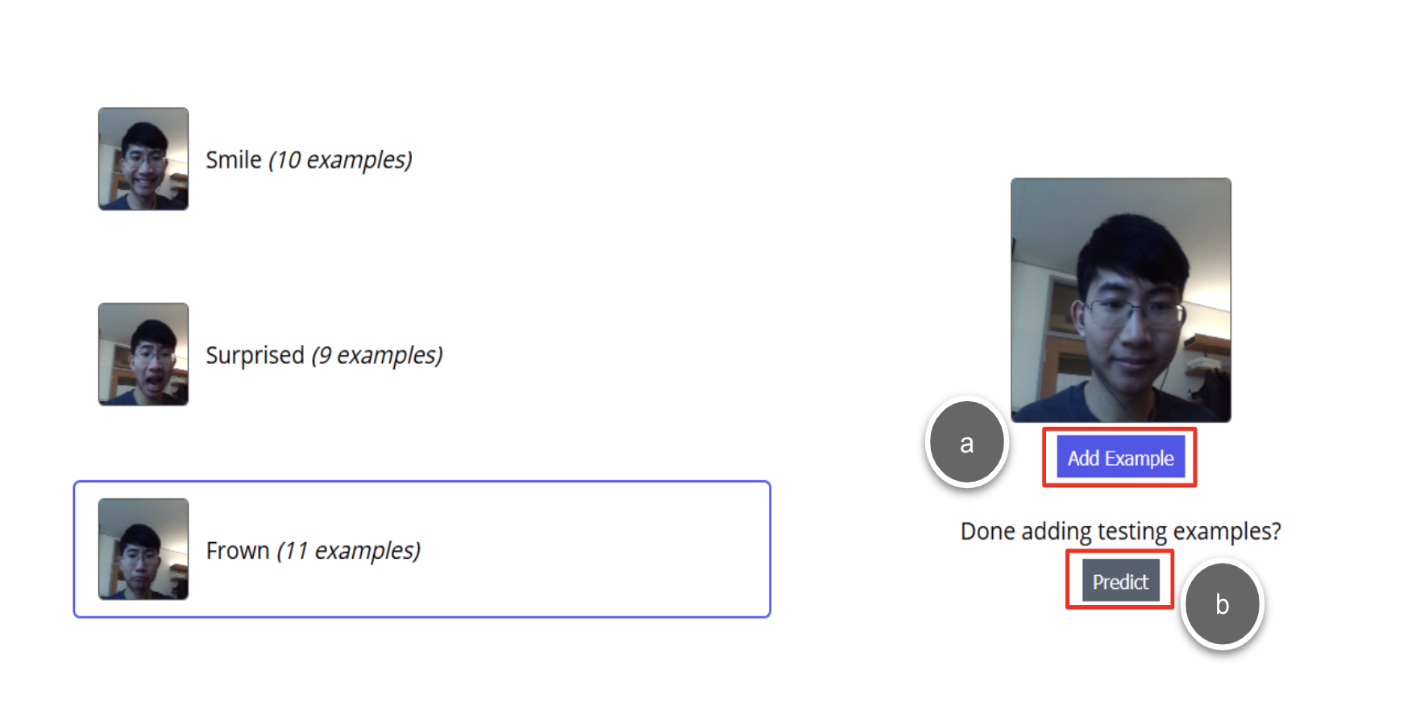 Smile (10 examples)
Surprised (9 examples)
Frown (11 examples)
a
Add Example
Done adding testing examples?
Predict
b